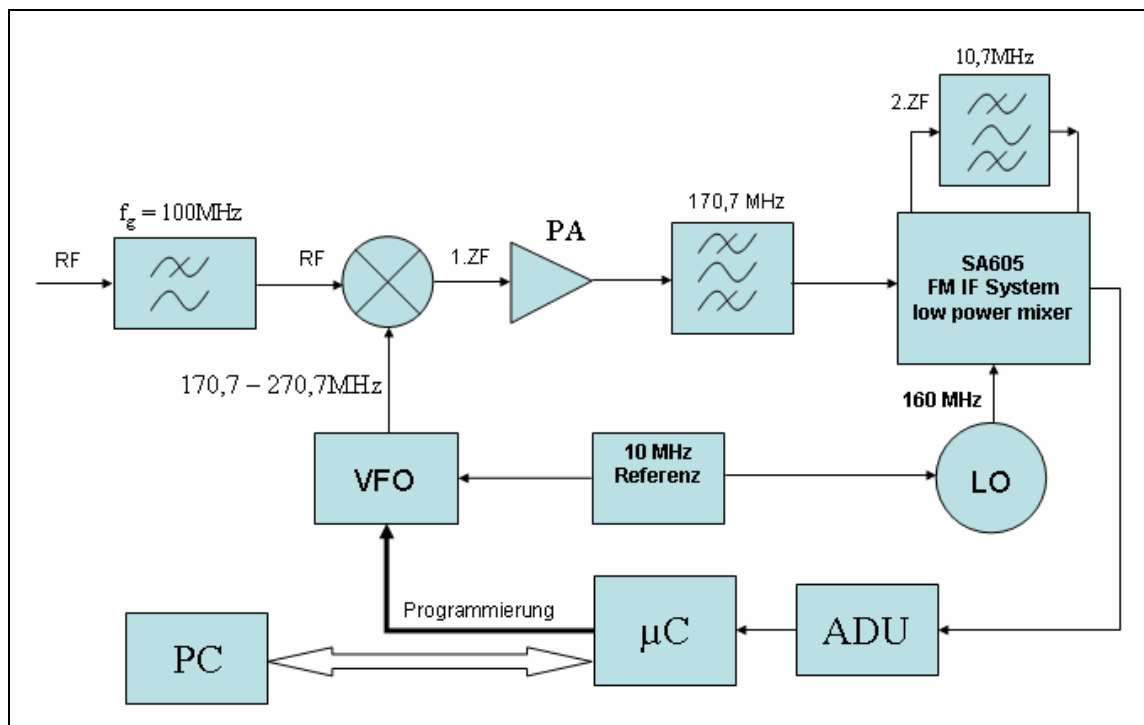 10,7MHz
2.ZF
170,7 MHz
f_g = 100MHz
PA
RF
RF
1.ZF
SA605
FM IF System
low power mixer
170,7 – 270,7MHz
160 MHz
VFO
10 MHz
Referenz
LO
Programmierung
PC
µC
ADU